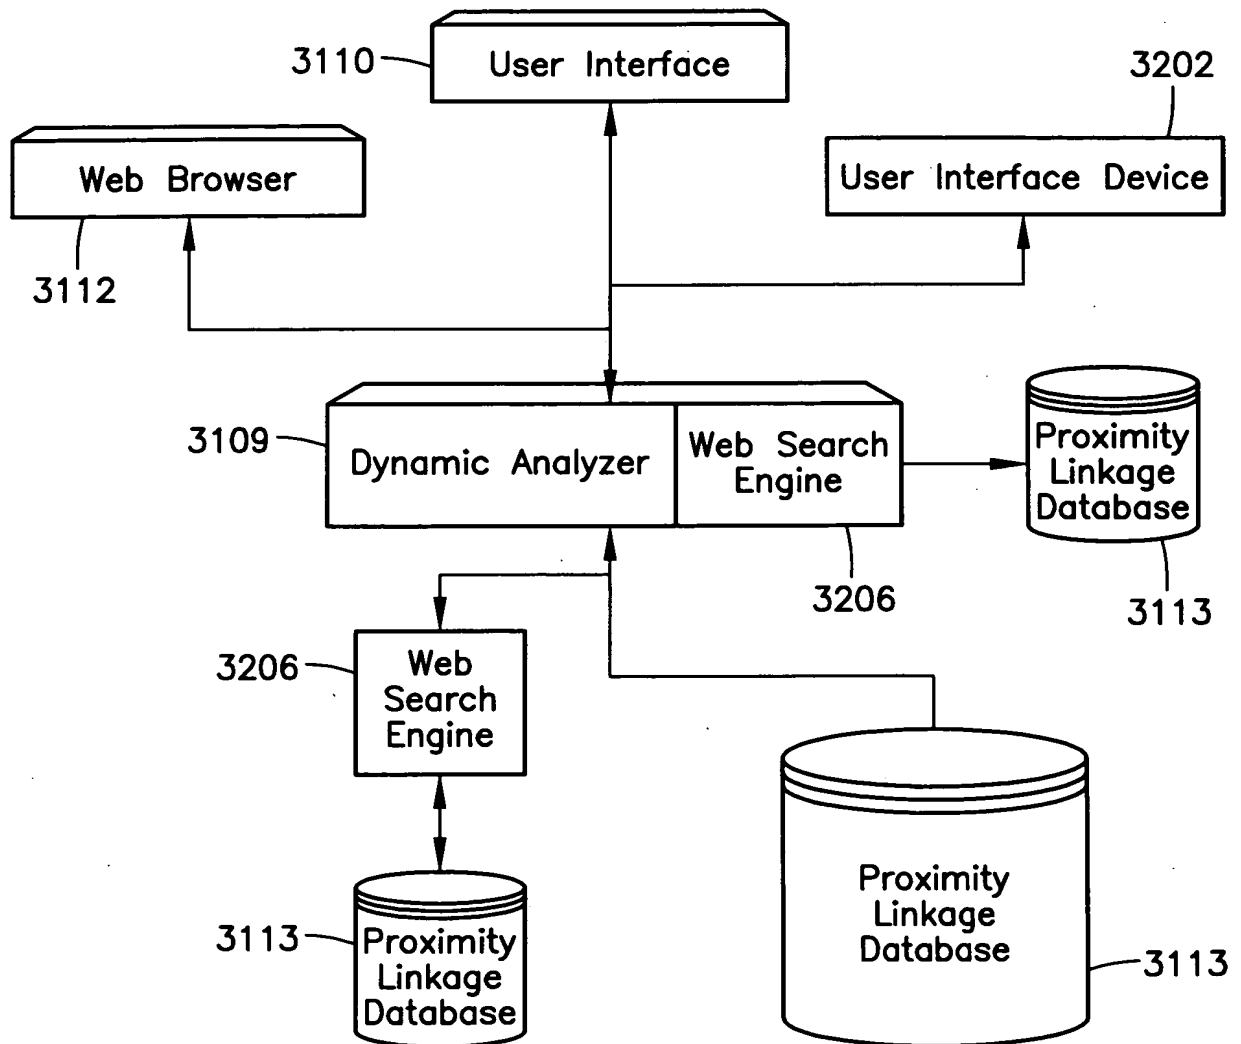 3110
User Interface
3202
Web Browser
User Interface Device
3112
3109
Dynamic Analyzer
Web Search
Engine
Proximity
Linkage
Database
3206
3113
3206
Web
Search
Engine
Proximity
Linkage
Database
3113
3113
Proximity
Linkage
Database